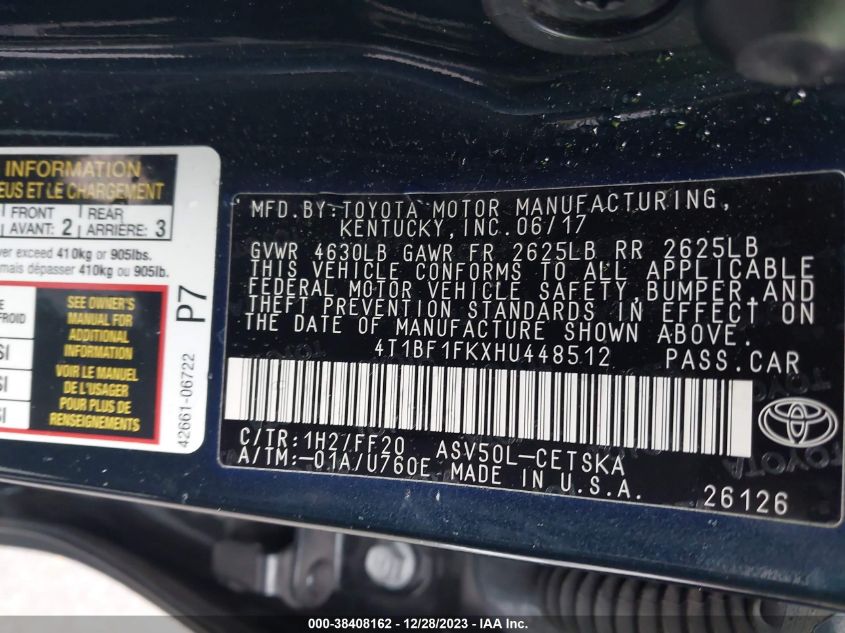 INFORMATION
EUS ET LE CHARGEMENT
FRONT REAR
AVANT: 2 ARRIÈRE: 3
exceed 410kg or 905lbs.
mais dépasser 410kg ou 905lb.
SEE OWNER'S
MANUAL FOR
ADDITIONAL
INFORMATION
VOIR LE MANUEL
DE L'USAGER
POUR PLUS DE
RENSEIGNEMENTS
P7
42661-06722
MFD.BY:TOYOTA MOTOR MANUFACTURING,
KENTUCKY,INC.06/17
GVWR 4630LB GAWR FR 2625LB RR 2625LB
THIS VEHICLE CONFORMS TO ALL APPLICABLE
FEDERAL MOTOR VEHICLE SAFETY,BUMPER,AND
THEFT PREVENTION STANDARDS IN EFFECT ON
THE DATE OF MANUFACTURE SHOWN ABOVE.
4T1BF1FKXHU448512 PASS.CAR
C/TR:1H2/FF20 ASV50L-CETSKA
A/TM:-01A/U760E MADE IN U.S.A.
26126
000-38408162 - 12/28/2023 - IAA Inc.